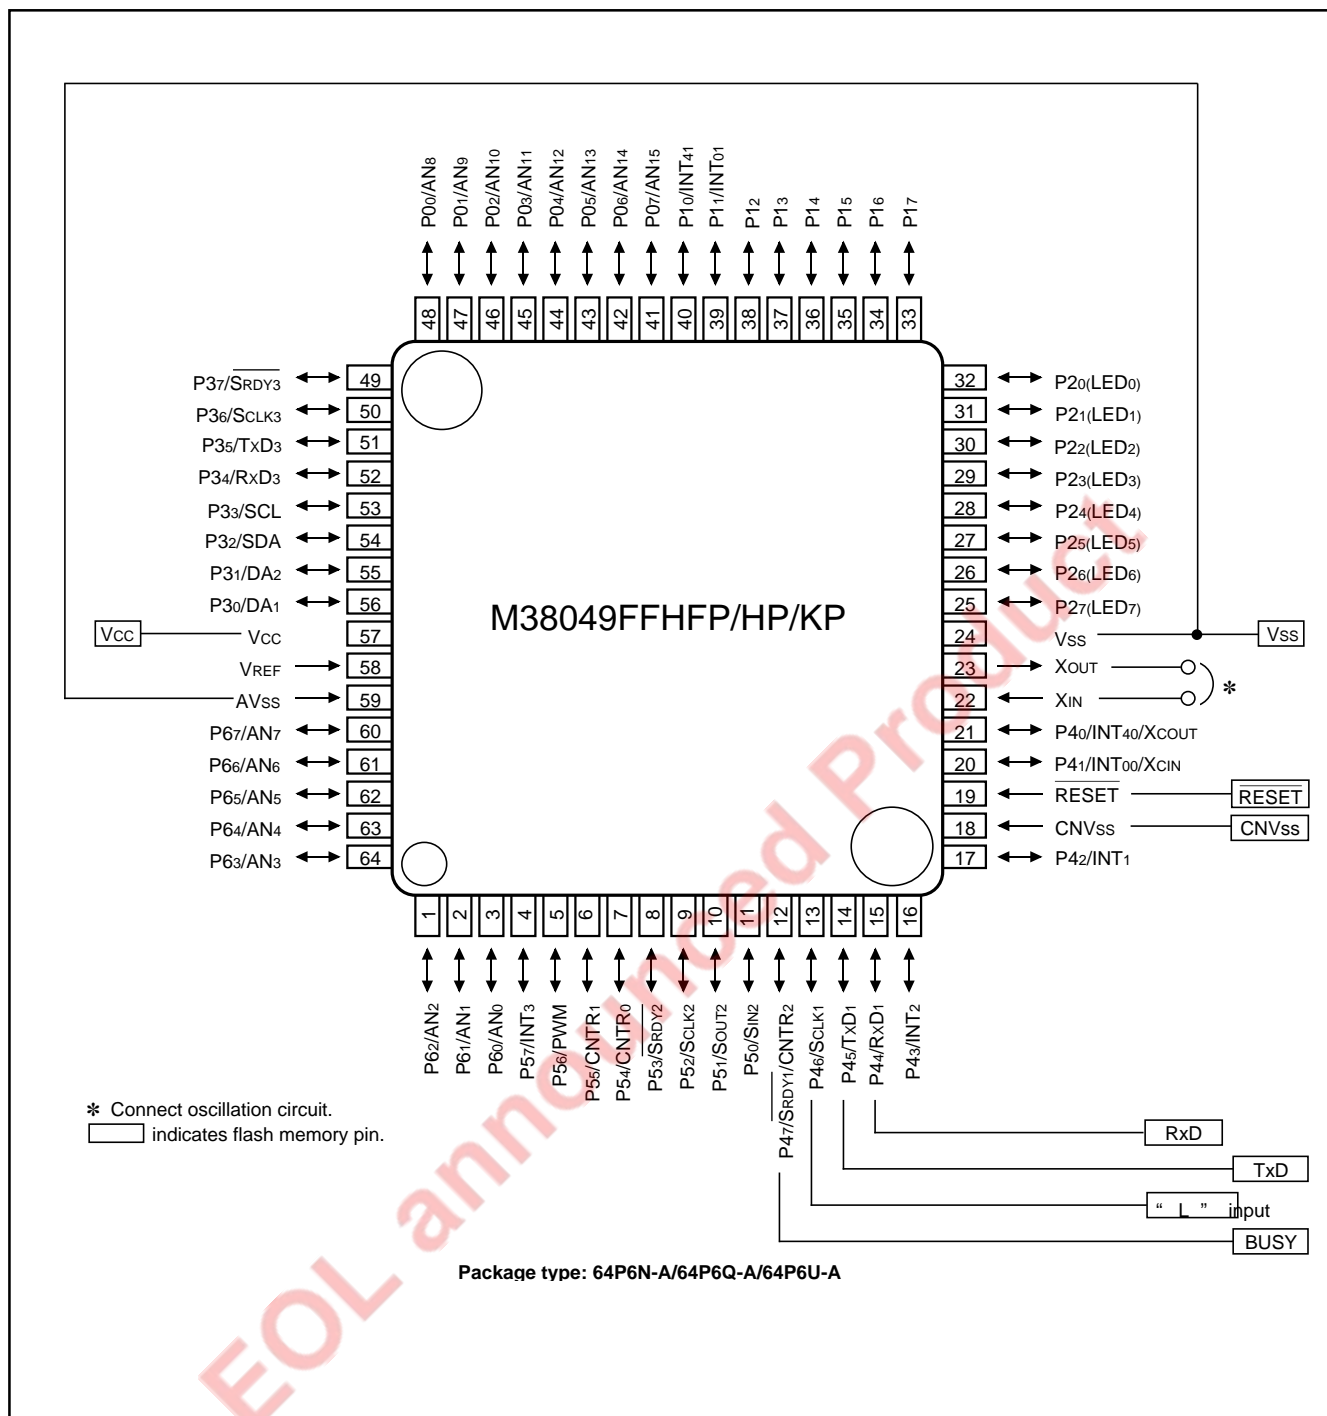 P00/AN8
P01/AN9
P02/AN10
P03/AN11
P04/AN12
P05/AN13
P06/AN14
P07/AN15
P10/INT41
P11/INT01
P12
P13
P14
P15
P16
P17
48
47
46
45
44
43
42
41
40
39
38
37
36
35
34
33
P37/SRDY3 49
P36/SCLK3 50
P35/TXD3 51
P34/RXD3 52
P33/SCL 53
P32/SDA 54
P31/DA2 55
P30/DA1 56
VCC VCC 57
VREF 58
AVSS 59
P67/AN7 60
P66/AN6 61
P65/AN5 62
P64/AN4 63
P63/AN3 64
M38049FFHFP/HP/KP
32 P20(LED0)
31 P21(LED1)
30 P22(LED2)
29 P23(LED3)
28 P24(LED4)
27 P25(LED5)
26 P26(LED6)
25 P27(LED7)
24 VSS VSS
23 XOUT
22 XIN
*
21 P40/INT40/XCOUT
20 P41/INT00/XCIN
19 RESET RESET
18 CNVSS CNVSS
17 P42/INT1
1
2
3
4
5
6
7
8
9
10
11
12
13
14
15
16
P62/AN2
P61/AN1
P60/AN0
P57/INT3
P56/PWM
P55/CNTR1
P54/CNTR0
P53/SRDY2
P52/SCLK2
P51/SOUT2
P50/SIN2
P47/SRDY1/CNTR2
P46/SCLK1
P45/TXD1
P44/RXD1
P43/INT2
* Connect oscillation circuit.
indicates flash memory pin.
RxD
TxD
“ L ” input
BUSY
Package type: 64P6N-A/64P6Q-A/64P6U-A
EOL announced Product